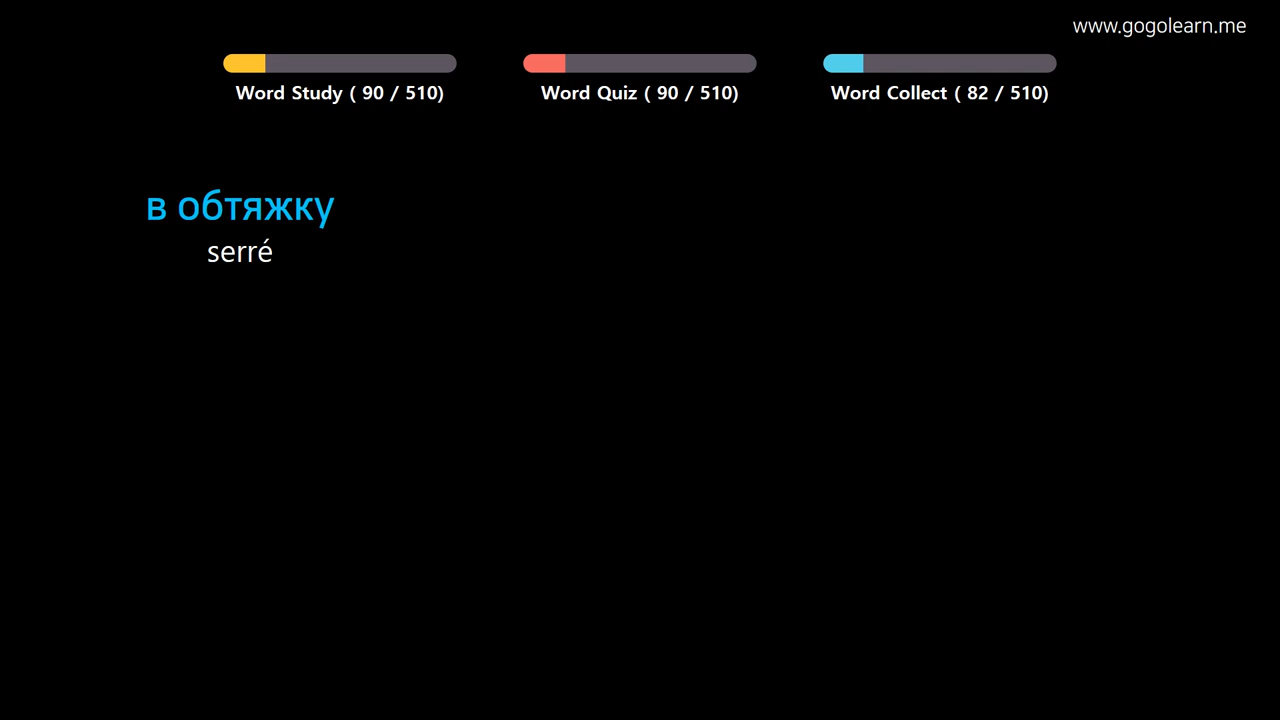 www.gogolearn.me
Word Study ( 90 / 510)
Word Quiz ( 90 / 510)
Word Collect ( 82 / 510)
в обтяжку
serré